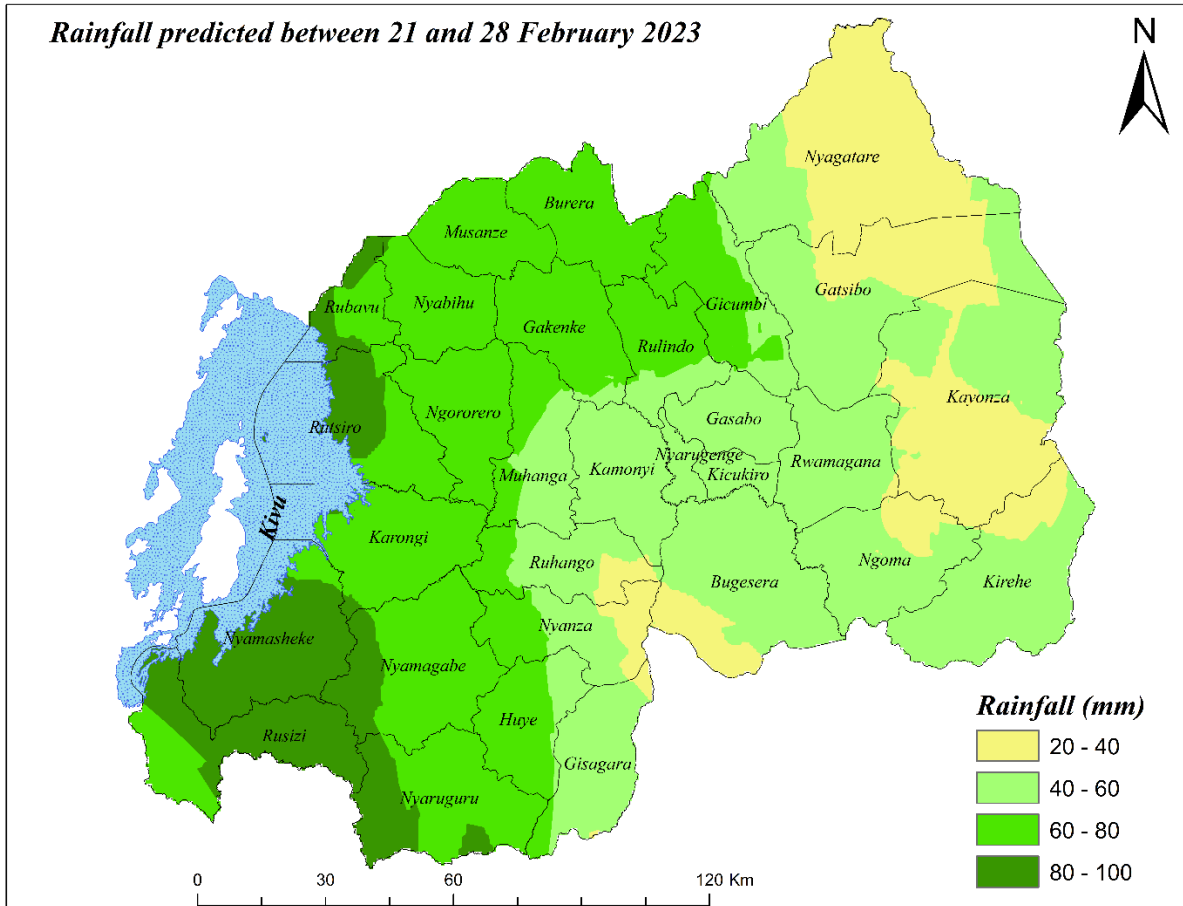 Rainfall predicted between 21 and 28 February 2023
N
Nyagatare
Burera
Musanze
Rubavu
Nyabihu
Gakenke
Gicumbi
Gatsibo
Rulindo
Kayonza
Ngororero
Gasabo
Rutsiro
Nyarugenge
Muhanga
Kamonyi
Kicukiro
Rwamagana
Kivu
Karongi
Ruhango
Bugesera
Ngoma
Kirehe
Nyanza
Nyamasheke
Nyamagabe
Huye
Rusizi
Gisagara
Nyaruguru
Rainfall (mm)
20 - 40
40 - 60
60 - 80
80 - 100
0 30 60 120 Km